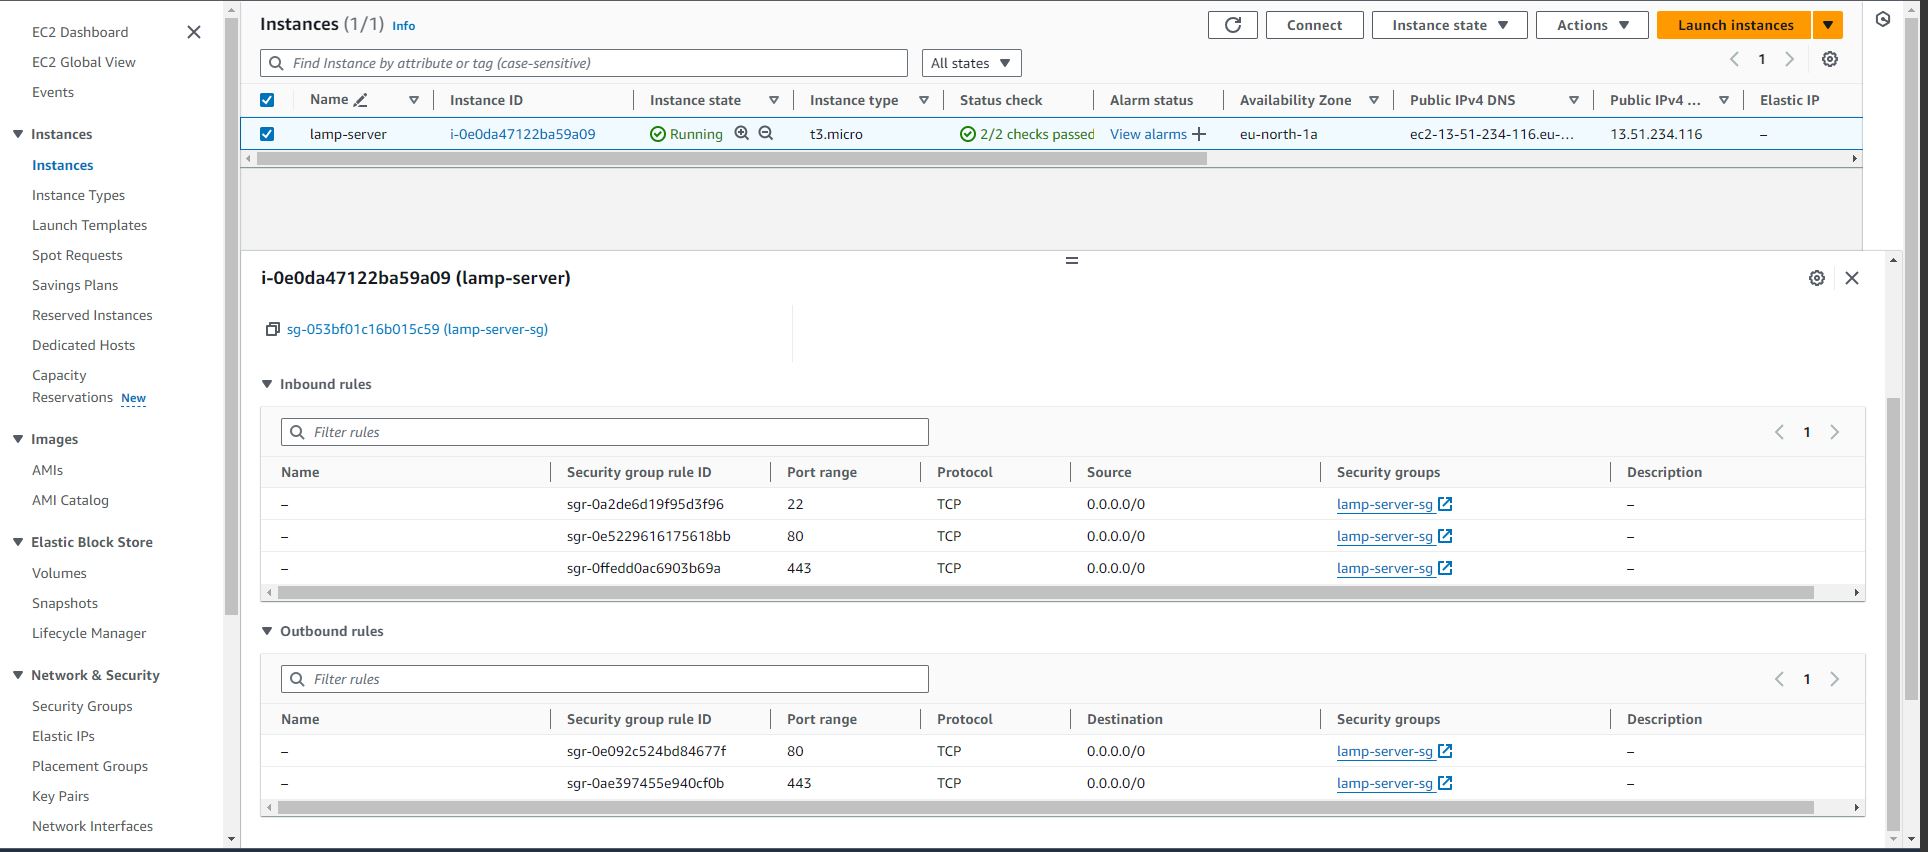 EC2 Dashboard
EC2 Global View
Events
Instances
Instances
Instance Types
Launch Templates
Spot Requests
Savings Plans
Reserved Instances
Dedicated Hosts
Capacity
Reservations New
Images
AMIs
AMI Catalog
Elastic Block Store
Volumes
Snapshots
Lifecycle Manager
Network & Security
Security Groups
Elastic IPs
Placement Groups
Key Pairs
Network Interfaces
Instances (1/1) Info
Connect Instance state Actions Launch instances
Find Instance by attribute or tag (case-sensitive) All states 1
Name Instance ID Instance state Instance type Status check Alarm status Availability Zone Public IPv4 DNS Public IPv4 ... Elastic IP
lamp-server i-0e0da47122ba59a09 Running t3.micro 2/2 checks passed View alarms + eu-north-1a ec2-13-51-234-116.eu-... 13.51.234.116 –
i-0e0da47122ba59a09 (lamp-server)
sg-053bf01c16b015c59 (lamp-server-sg)
Inbound rules
Filter rules 1
Name Security group rule ID Port range Protocol Source Security groups Description
– sgr-0a2de6d19f95d3f96 22 TCP 0.0.0.0/0 lamp-server-sg –
– sgr-0e5229616175618bb 80 TCP 0.0.0.0/0 lamp-server-sg –
– sgr-0ffedd0ac6903b69a 443 TCP 0.0.0.0/0 lamp-server-sg –
Outbound rules
Filter rules 1
Name Security group rule ID Port range Protocol Destination Security groups Description
– sgr-0e092c524bd84677f 80 TCP 0.0.0.0/0 lamp-server-sg –
– sgr-0ae397455e940cf0b 443 TCP 0.0.0.0/0 lamp-server-sg –